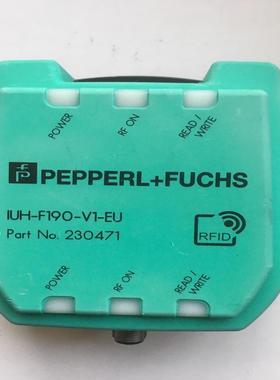 POWER
RF ON
READ /
WRITE
PEPPERL+FUCHS
IUH-F190-V1-EU
Part No. 230471
RFID
POWER
RF ON
READ /
WRITE